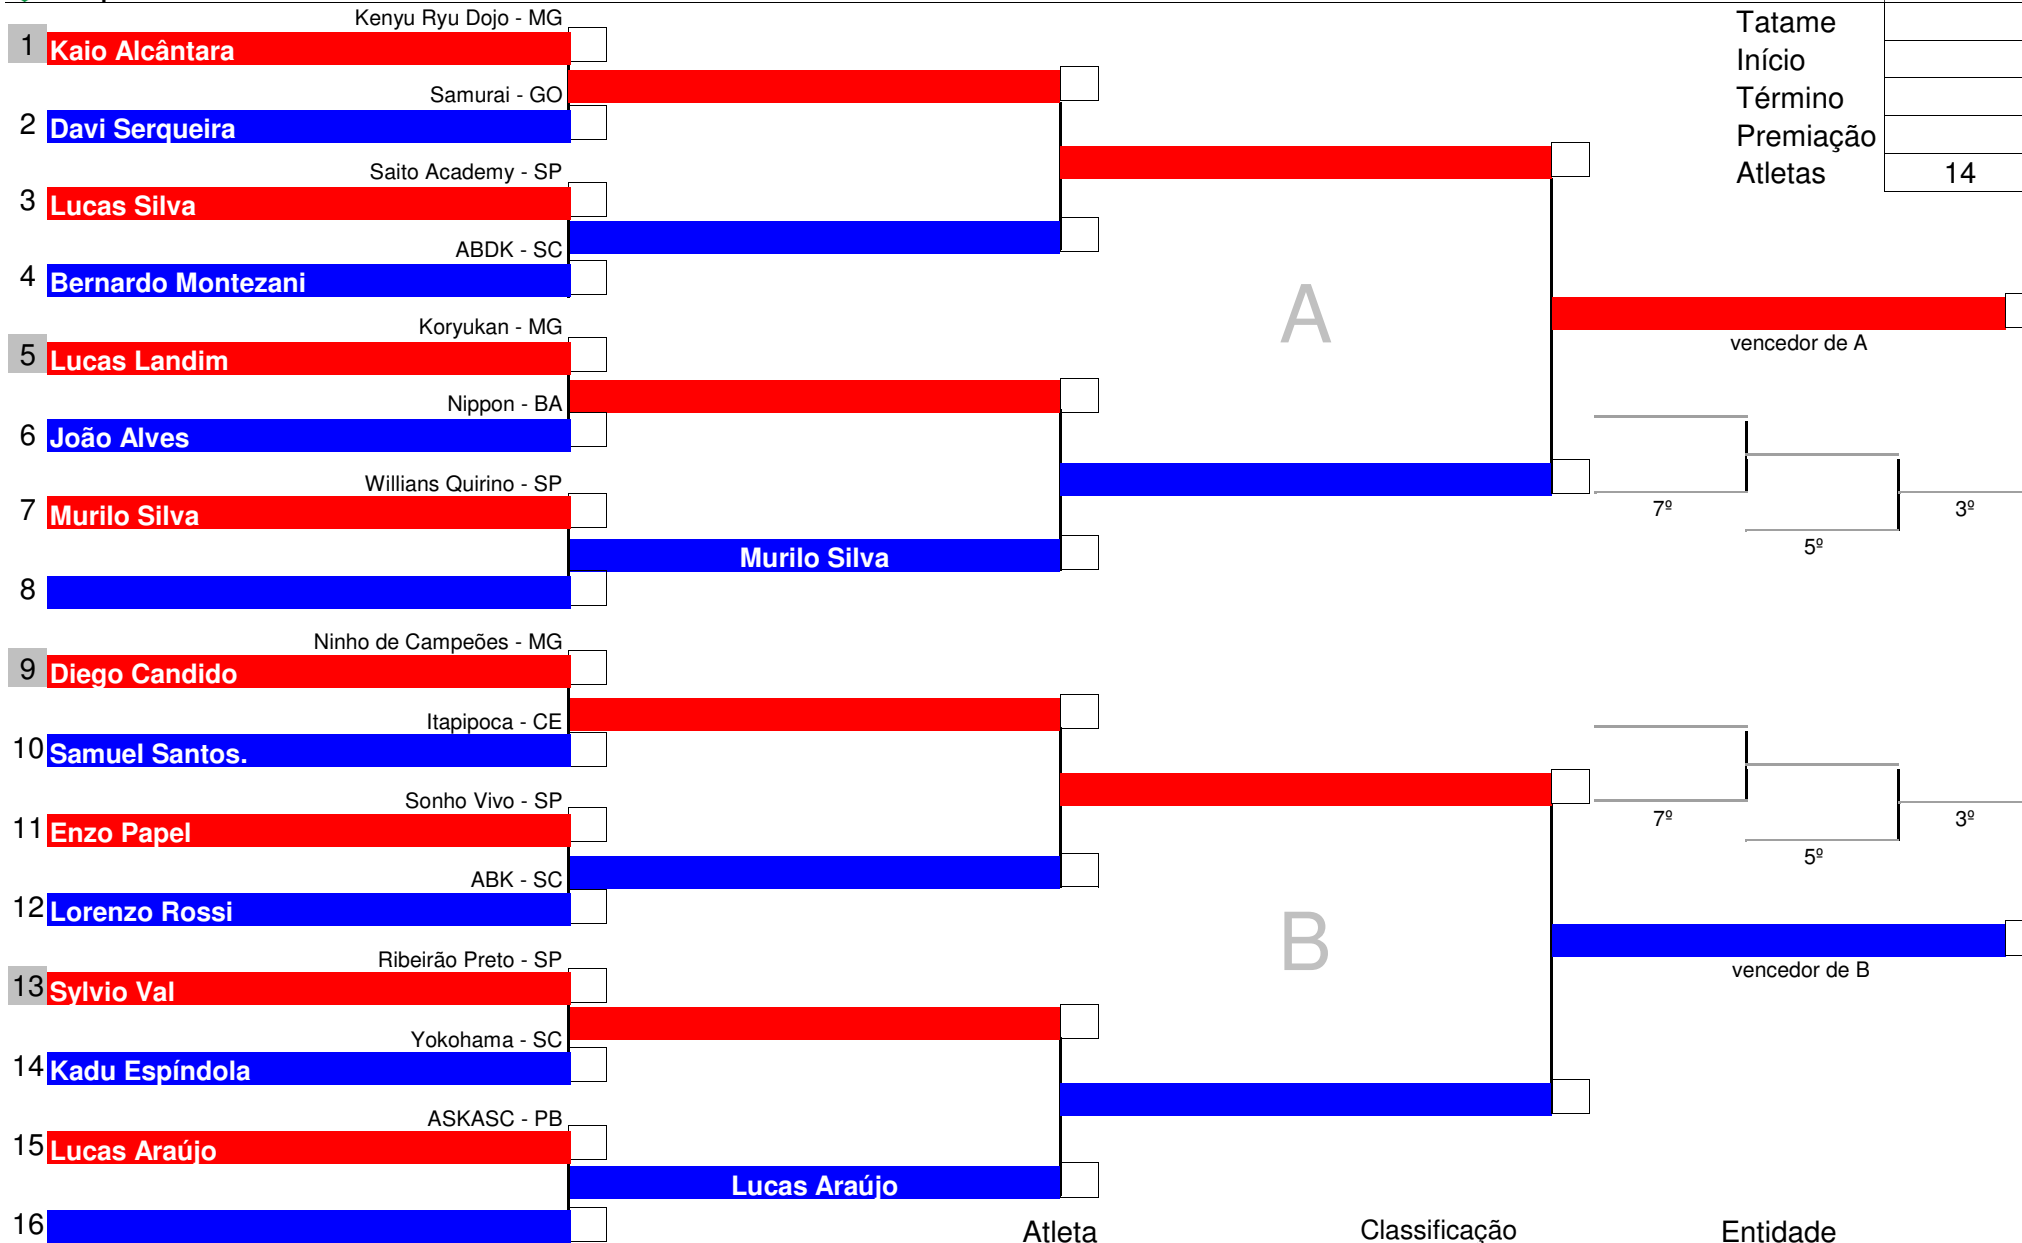 Kenyu Ryu Dojo - MG
1 Kaio Alcântara
Samurai - GO
2 Davi Serqueira
Saito Academy - SP
3 Lucas Silva
ABDK - SC
4 Bernardo Montezani
Koryukan - MG
5 Lucas Landim
Nippon - BA
6 João Alves
Willians Quirino - SP
7 Murilo Silva
Murilo Silva
8
Ninho de Campeões - MG
9 Diego Candido
Itapipoca - CE
10 Samuel Santos.
Sonho Vivo - SP
11 Enzo Papel
ABK - SC
12 Lorenzo Rossi
Ribeirão Preto - SP
13 Sylvio Val
Yokohama - SC
14 Kadu Espíndola
ASKASC - PB
15 Lucas Araújo
Lucas Araújo
16
A
B
Tatame
Início
Término
Premiação
Atletas 14
vencedor de A
7º
3º
5º
7º
3º
5º
vencedor de B
Atleta Classificação Entidade